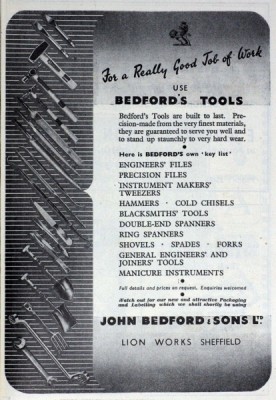 For a Really Good Job of Work
USE
BEDFORD'S TOOLS
Bedford's Tools are built to last. Pre-
cision-made from the very finest materials,
they are guaranteed to serve you well and
to stand up staunchly to very hard wear.
Here is BEDFORD'S own 'key list'
ENGINEERS' FILES
PRECISION FILES
INSTRUMENT MAKERS'
TWEEZERS
HAMMERS · COLD CHISELS
BLACKSMITHS' TOOLS
DOUBLE-END SPANNERS
RING SPANNERS
SHOVELS · SPADES · FORKS
GENERAL ENGINEERS' AND
JOINERS' TOOLS
MANICURE INSTRUMENTS
Full details and prices on request. Enquiries welcomed
Watch out for our new and attractive Packaging
and Labelling which we shall shortly be using
JOHN BEDFORD & SONS LTD.
LION WORKS SHEFFIELD